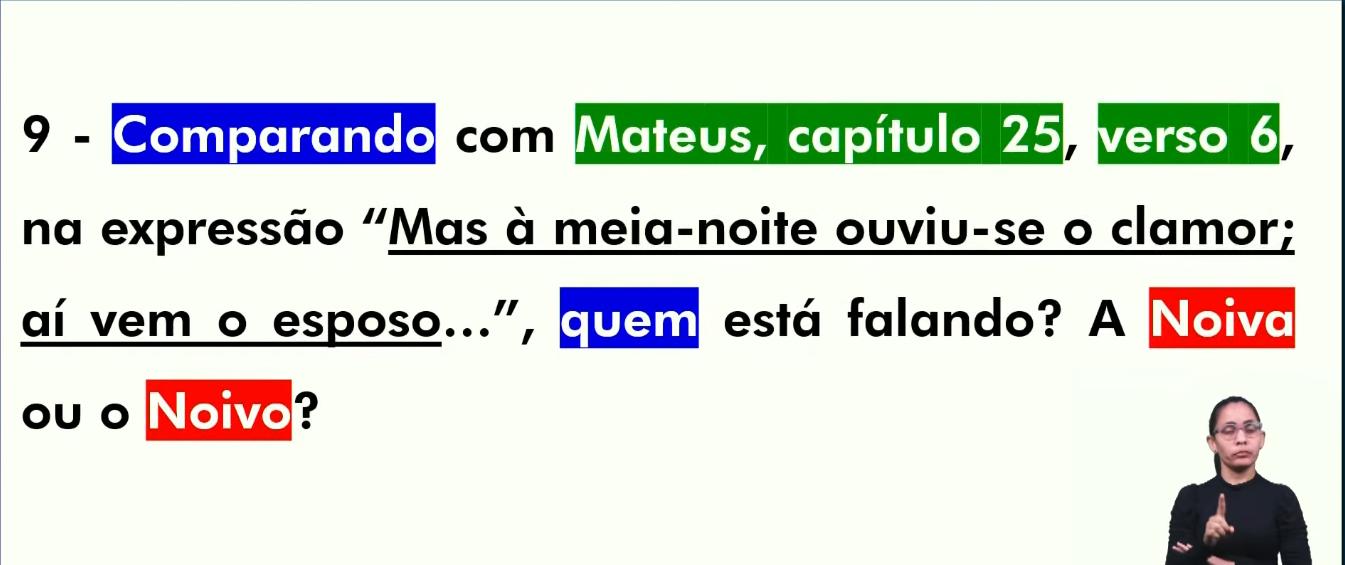 9 - Comparando com Mateus, capítulo 25, verso 6,
na expressão “Mas à meia-noite ouviu-se o clamor;
aí vem o esposo...”, quem está falando? A Noiva
ou o Noivo?